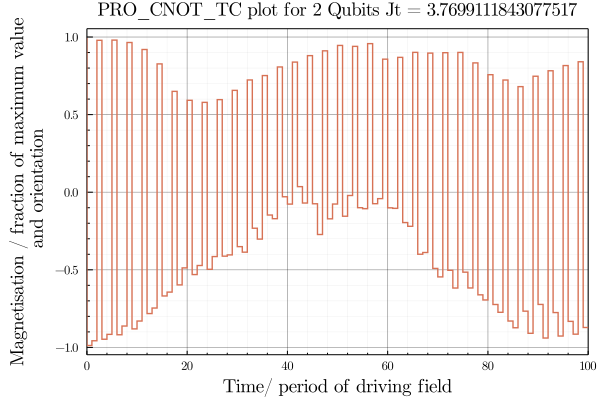 PRO_CNOT_TC plot for 2 Qubits Jt = 3.7699111843077517
Magnetisation / fraction of maximum value
and orientation
1.0
0.5
0.0
−0.5
−1.0
0 20 40 60 80 100
Time/ period of driving field